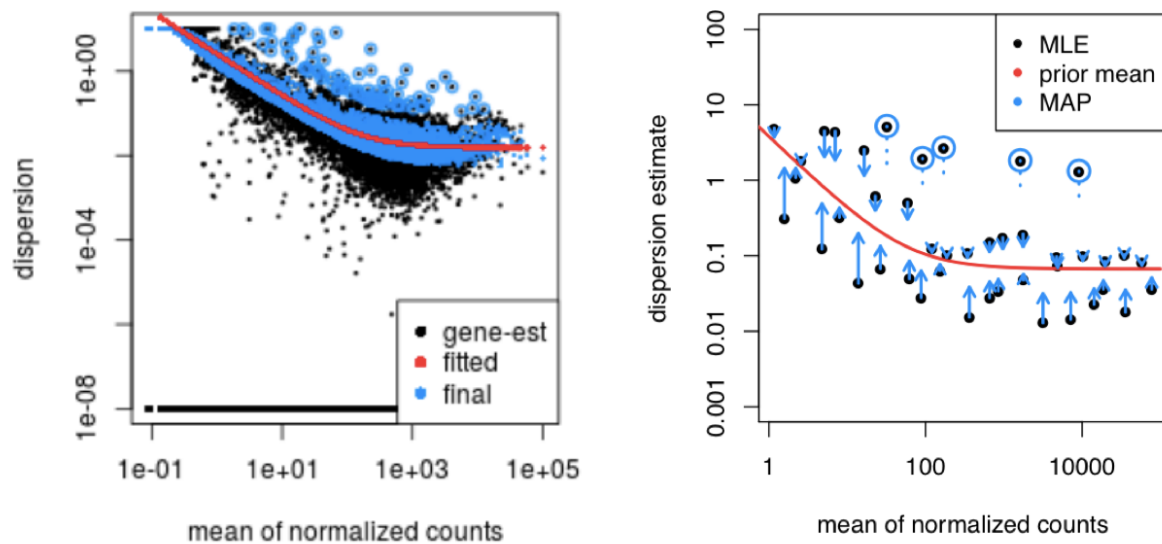 dispersion
1e+00
1e-04
1e-08
gene-est
fitted
final
1e-01 1e+01 1e+03 1e+05
mean of normalized counts
dispersion estimate
100
10
1
0.1
0.01
0.001
MLE
prior mean
MAP
1 100 10000
mean of normalized counts